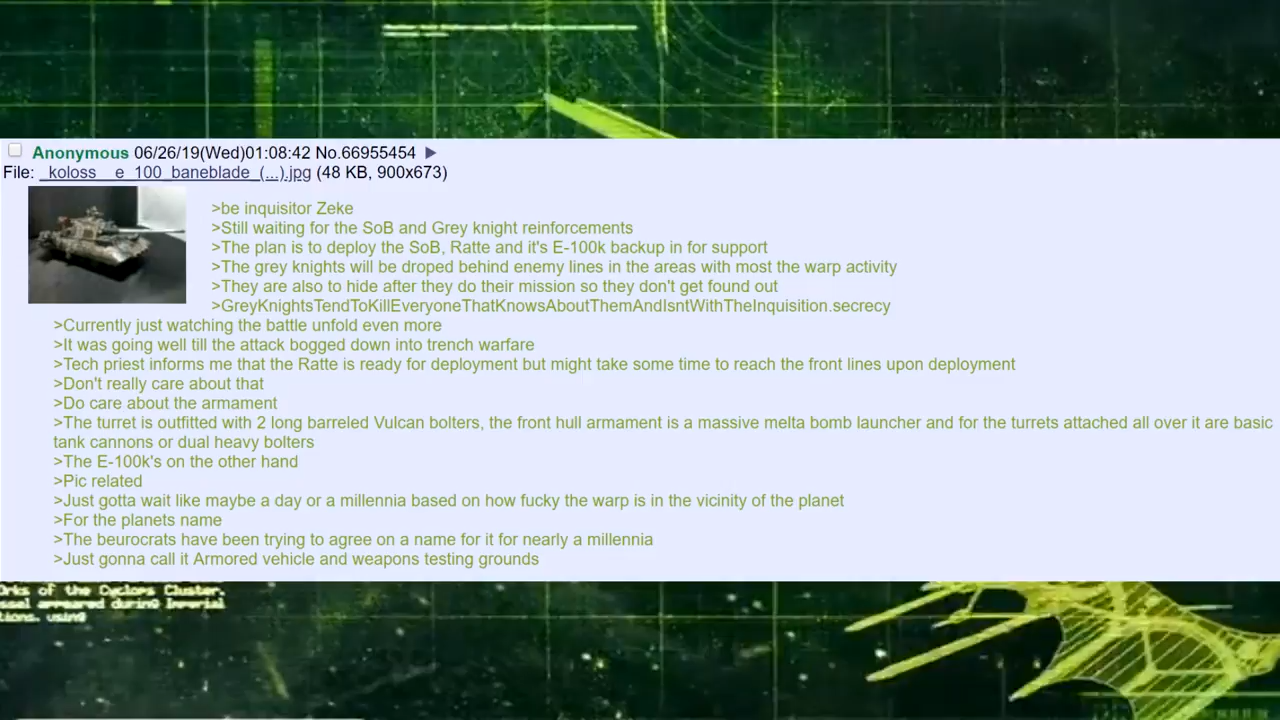 Anonymous 06/26/19(Wed)01:08:42 No.66955454
File: _koloss__e_100_baneblade_(...).jpg (48 KB, 900x673)
>be inquisitor Zeke
>Still waiting for the SoB and Grey knight reinforcements
>The plan is to deploy the SoB, Ratte and it's E-100k backup in for support
>The grey knights will be droped behind enemy lines in the areas with most the warp activity
>They are also to hide after they do their mission so they don't get found out
>GreyKnightsTendToKillEveryoneThatKnowsAboutThemAndIsntWithTheInquisition.secrecy
>Currently just watching the battle unfold even more
>It was going well till the attack bogged down into trench warfare
>Tech priest informs me that the Ratte is ready for deployment but might take some time to reach the front lines upon deployment
>Don't really care about that
>Do care about the armament
>The turret is outfitted with 2 long barreled Vulcan bolters, the front hull armament is a massive melta bomb launcher and for the turrets attached all over it are basic
tank cannons or dual heavy bolters
>The E-100k's on the other hand
>Pic related
>Just gotta wait like maybe a day or a millennia based on how fucky the warp is in the vicinity of the planet
>For the planets name
>The beurocrats have been trying to agree on a name for it for nearly a millennia
>Just gonna call it Armored vehicle and weapons testing grounds
Orks of the Cyclops Cluster.
ssel appeared during Imperial
tions, using